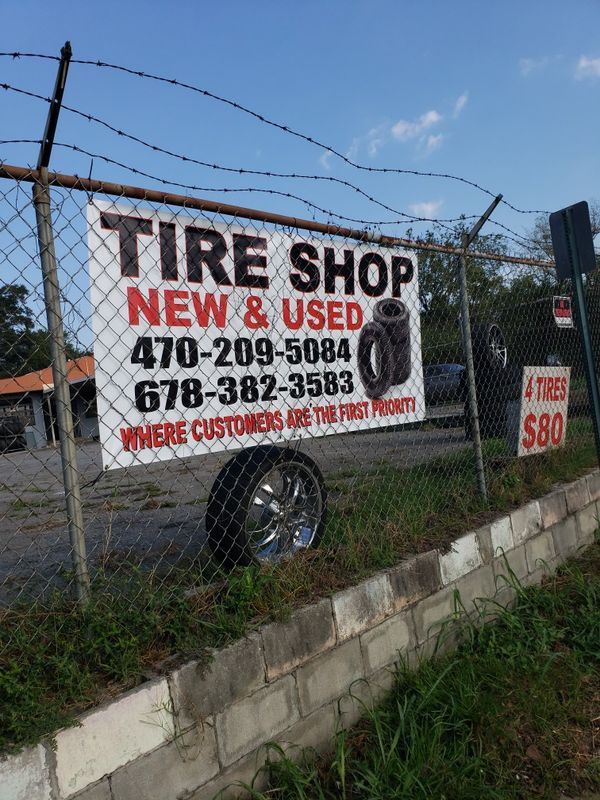 TIRE SHOP
NEW & USED
470-209-5084
678-382-3583
WHERE CUSTOMERS ARE THE FIRST PRIORITY
4 TIRES
$80